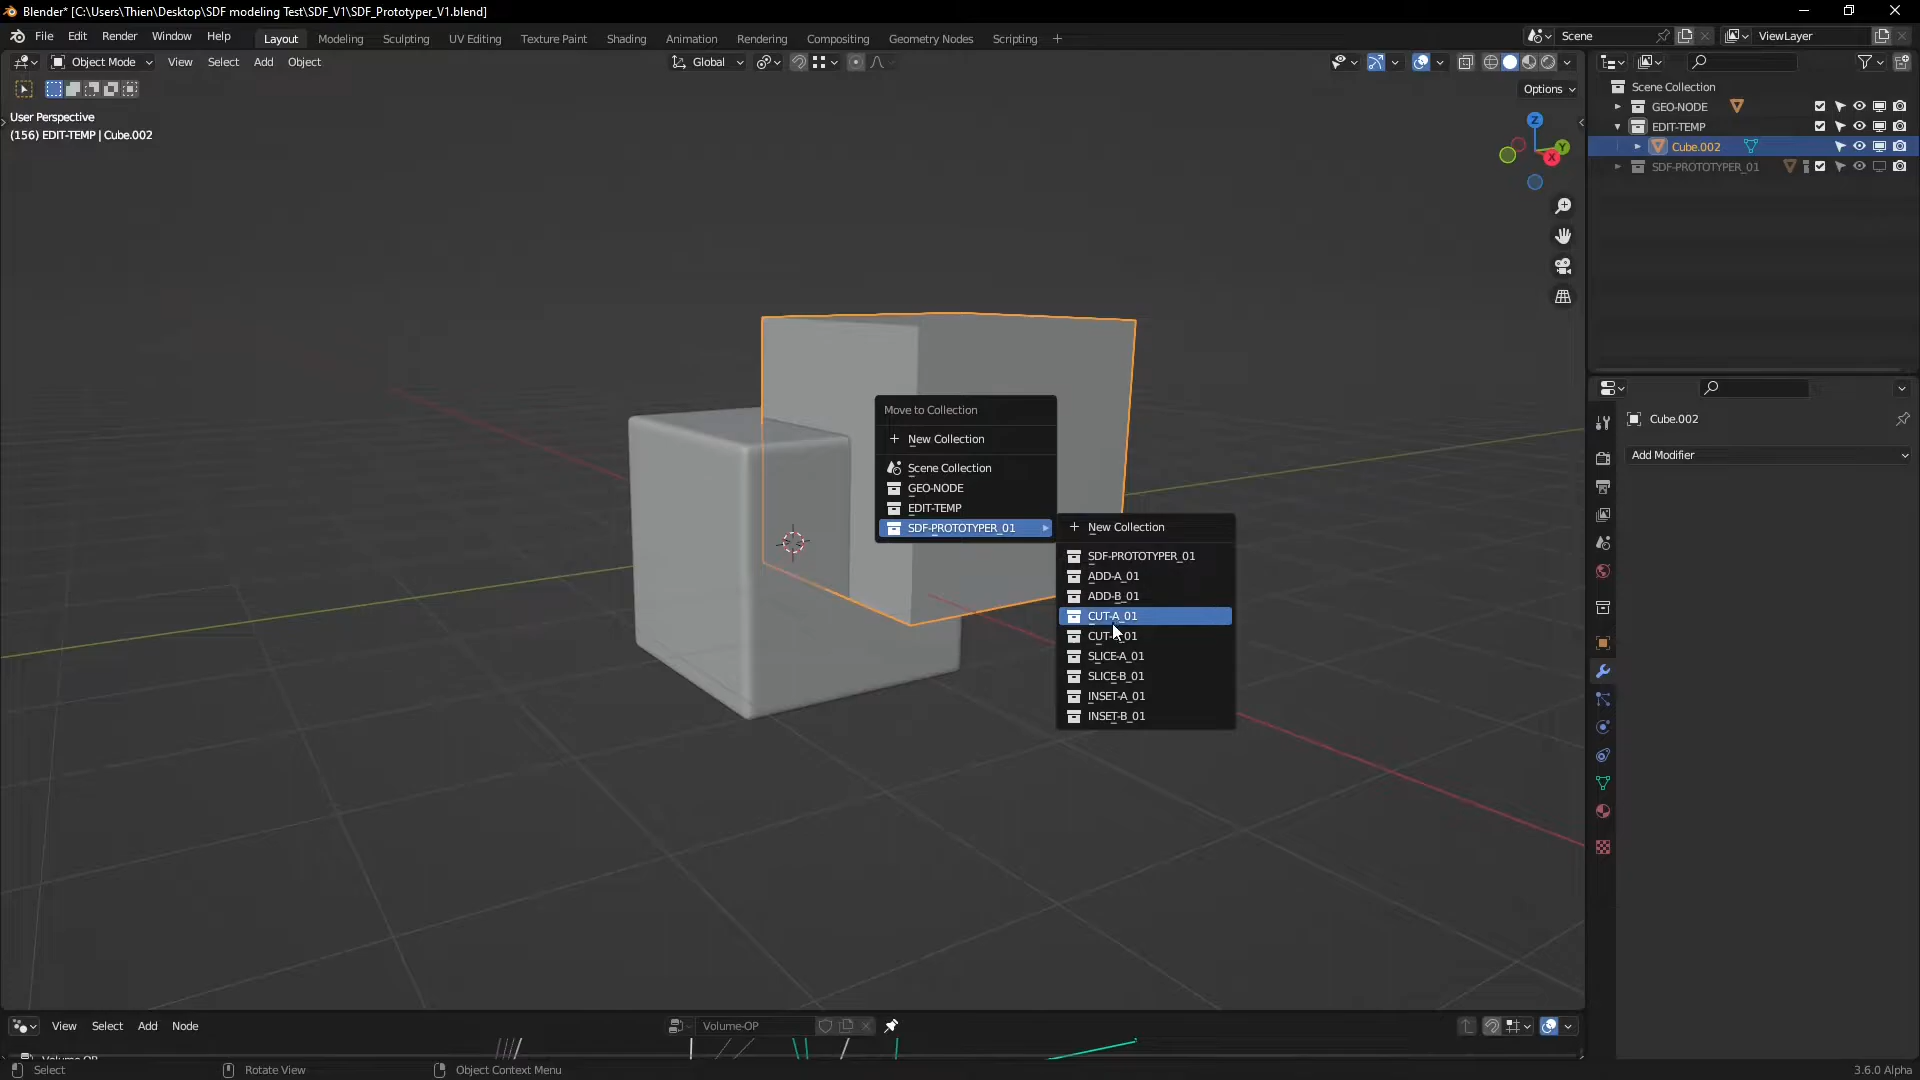 Blender* [C:\Users\Thien\Desktop\SDF modeling Test\SDF_V1\SDF_Prototyper_V1.blend]
File Edit Render Window Help Layout Modeling Sculpting UV Editing Texture Paint Shading Animation Rendering Compositing Geometry Nodes Scripting + Scene ViewLayer
Object Mode View Select Add Object Global
Options
User Perspective
(156) EDIT-TEMP | Cube.002
Z
Y
X
Scene Collection
GEO-NODE
EDIT-TEMP
Cube.002
SDF-PROTOTYPER_01
Cube.002
Add Modifier
Move to Collection
+ New Collection
Scene Collection
GEO-NODE
EDIT-TEMP
SDF-PROTOTYPER_01
+ New Collection
SDF-PROTOTYPER_01
ADD-A_01
ADD-B_01
CUT-A_01
SLICE-A_01
SLICE-B_01
INSET-A_01
INSET-B_01
View Select Add Node Volume-OP
Volume-OP
Select Rotate View Object Context Menu 3.6.0 Alpha